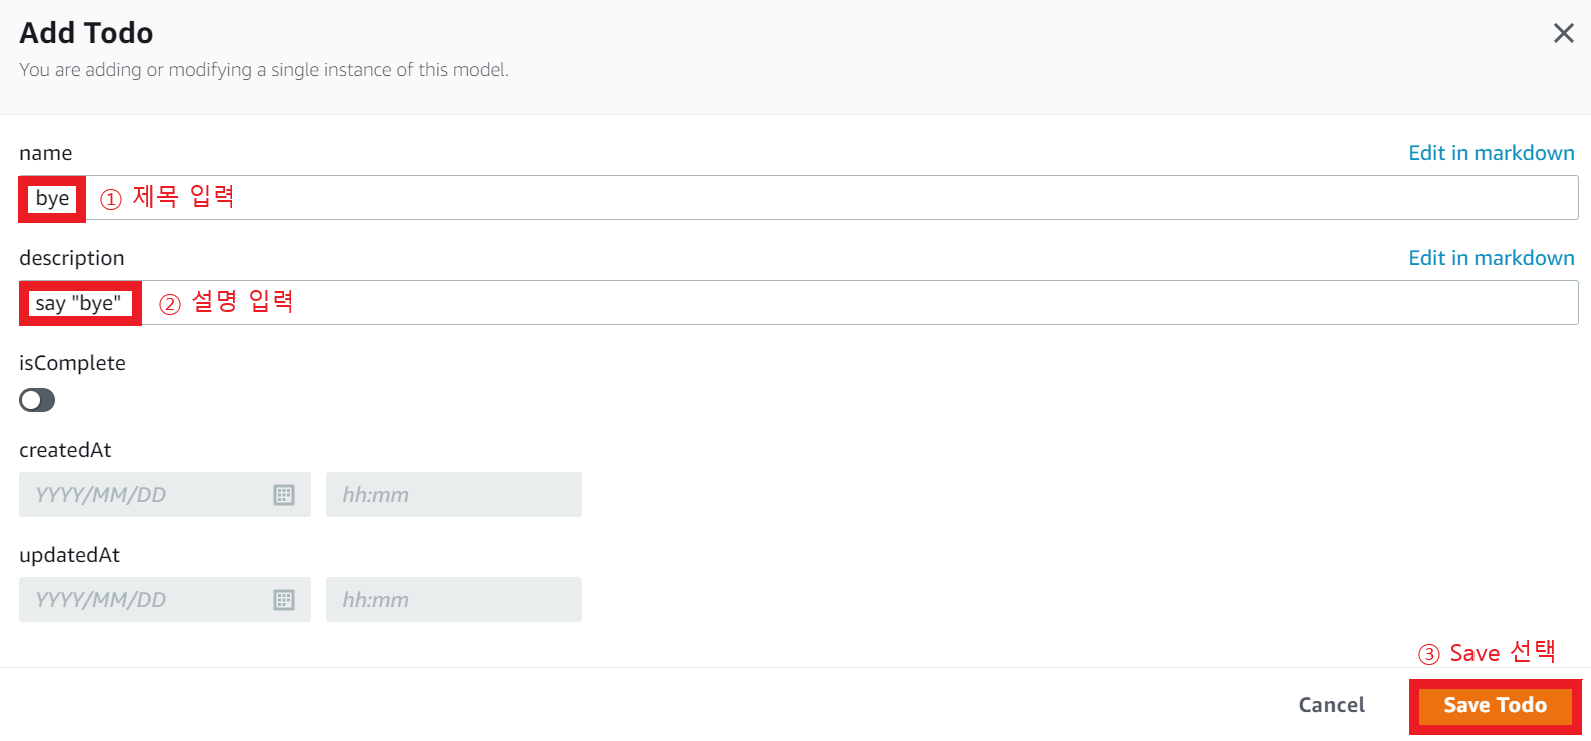 Add Todo
You are adding or modifying a single instance of this model.
name
Edit in markdown
bye ① 제목 입력
description
Edit in markdown
say "bye" ② 설명 입력
isComplete
createdAt
YYYY/MM/DD hh:mm
updatedAt
YYYY/MM/DD hh:mm
③ Save 선택
Cancel Save Todo